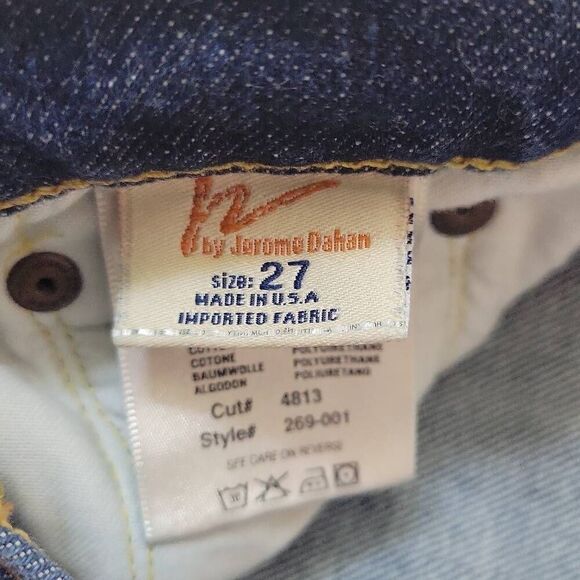 by Jerome Dahan
SIZE: 27
MADE IN U.S.A
IMPORTED FABRIC
COTONE
BAUMWOLLE
ALGODON
POLYURETHANE
POLIURETANO
Cut# 4813
Style# 269-001
SEE CARE ON REVERSE